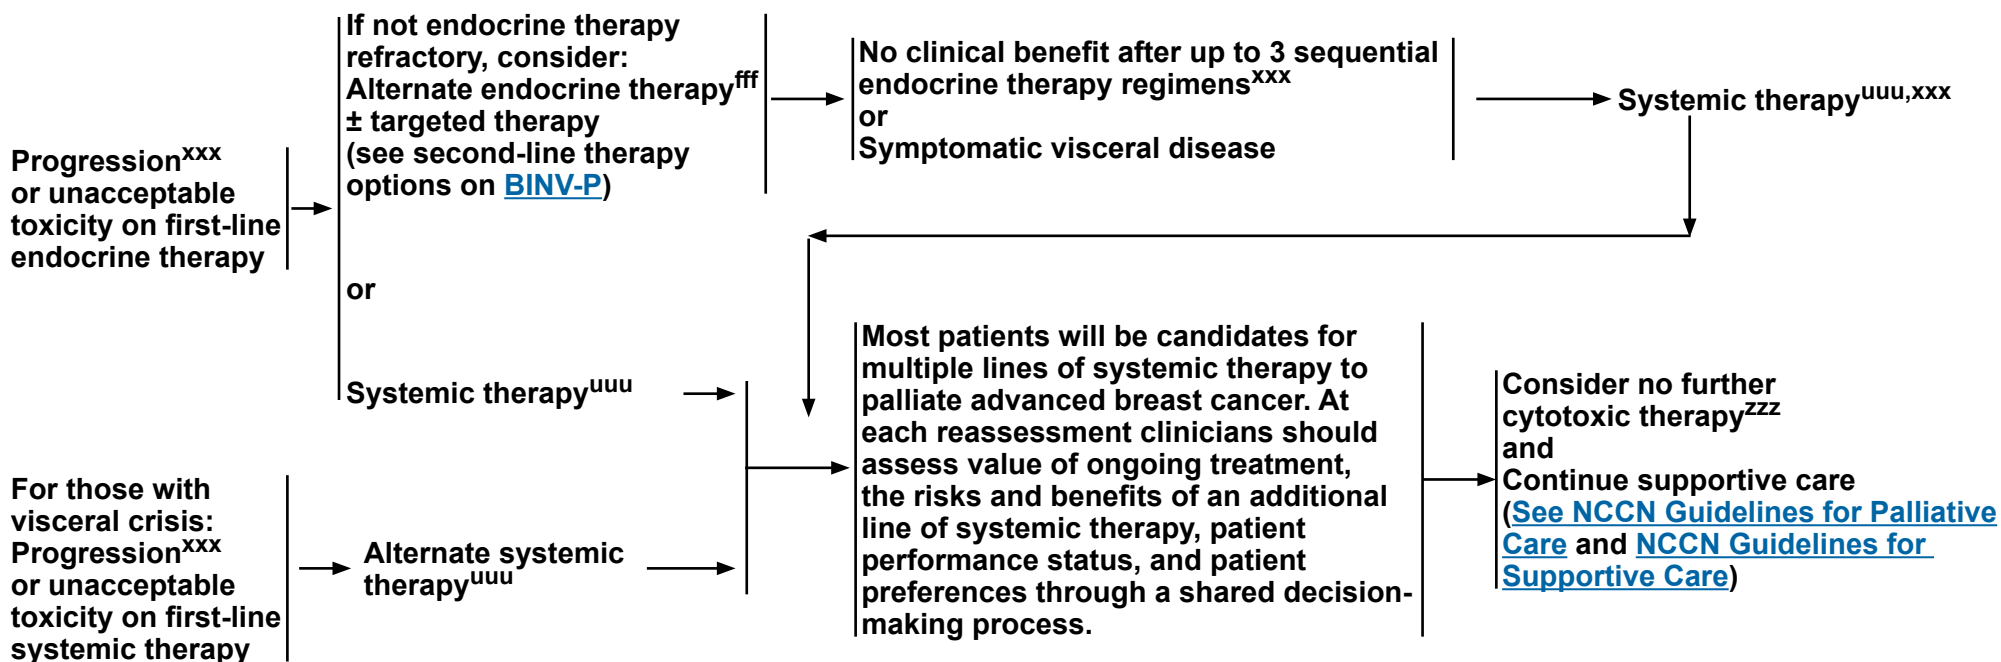 Progressionxxx
or unacceptable
toxicity on first-line
endocrine therapy
If not endocrine therapy
refractory, consider:
Alternate endocrine therapyfff
± targeted therapy
(see second-line therapy
options on BINV-P)
or
Systemic therapyuuu
No clinical benefit after up to 3 sequential
endocrine therapy regimensxxx
or
Symptomatic visceral disease
Systemic therapyuuu,xxx
For those with
visceral crisis:
Progressionxxx
or unacceptable
toxicity on first-line
systemic therapy
Alternate systemic
therapyuuu
Most patients will be candidates for
multiple lines of systemic therapy to
palliate advanced breast cancer. At
each reassessment clinicians should
assess value of ongoing treatment,
the risks and benefits of an additional
line of systemic therapy, patient
performance status, and patient
preferences through a shared decision-
making process.
Consider no further
cytotoxic therapyzzz
and
Continue supportive care
(See NCCN Guidelines for Palliative
Care and NCCN Guidelines for
Supportive Care)